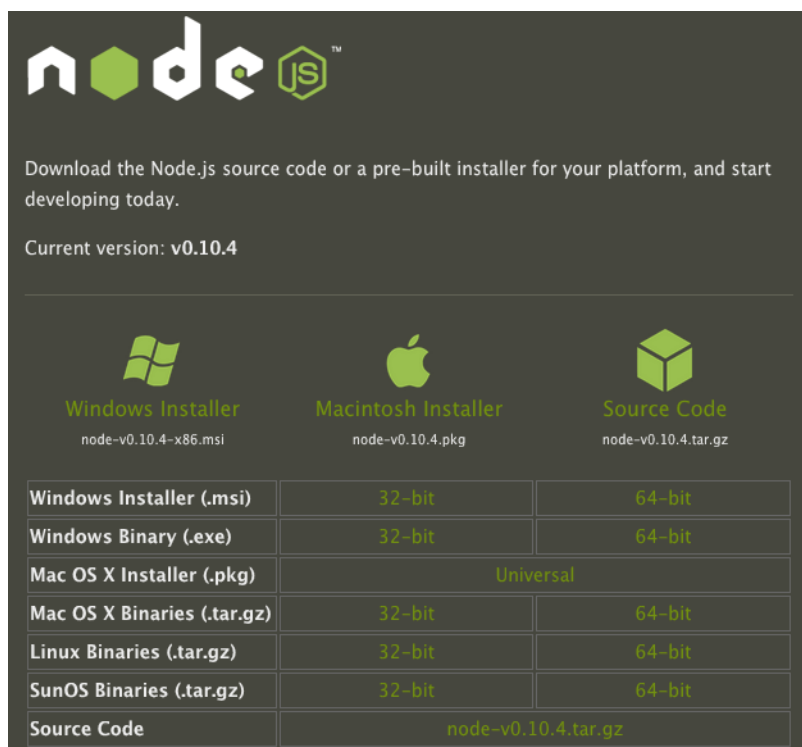 node JS™
Download the Node.js source code or a pre-built installer for your platform, and start
developing today.
Current version: v0.10.4
Windows Installer
Macintosh Installer
Source Code
node-v0.10.4-x86.msi
node-v0.10.4.pkg
node-v0.10.4.tar.gz
Windows Installer (.msi) 32-bit 64-bit
Windows Binary (.exe) 32-bit 64-bit
Mac OS X Installer (.pkg) Universal
Mac OS X Binaries (.tar.gz) 32-bit 64-bit
Linux Binaries (.tar.gz) 32-bit 64-bit
SunOS Binaries (.tar.gz) 32-bit 64-bit
Source Code node-v0.10.4.tar.gz